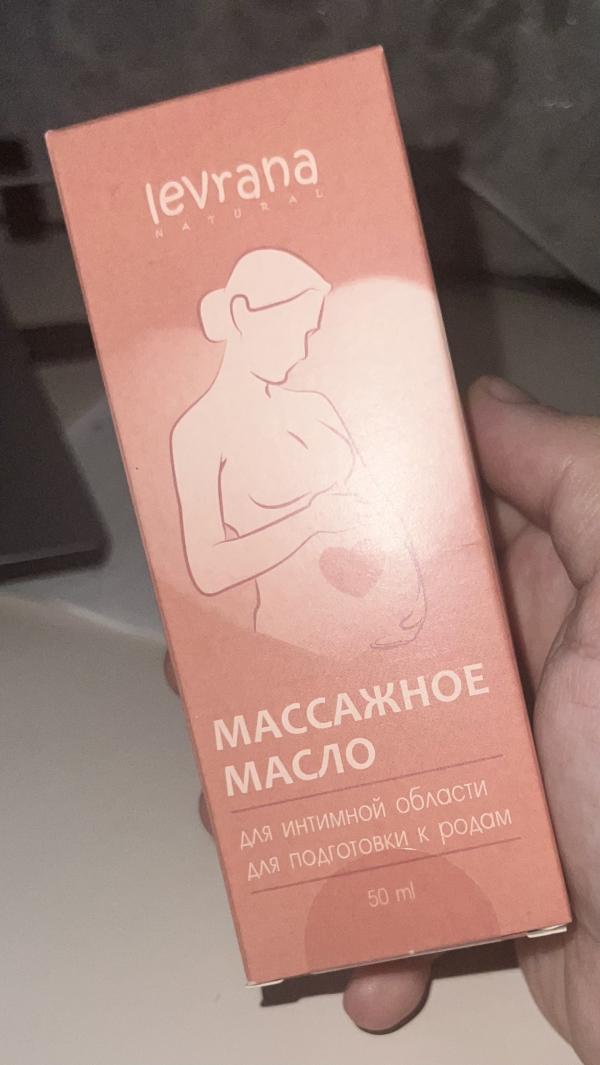 levrana
NATURAL
МАССАЖНОЕ
МАСЛО
для интимной области
для подготовки к родам
50 ml